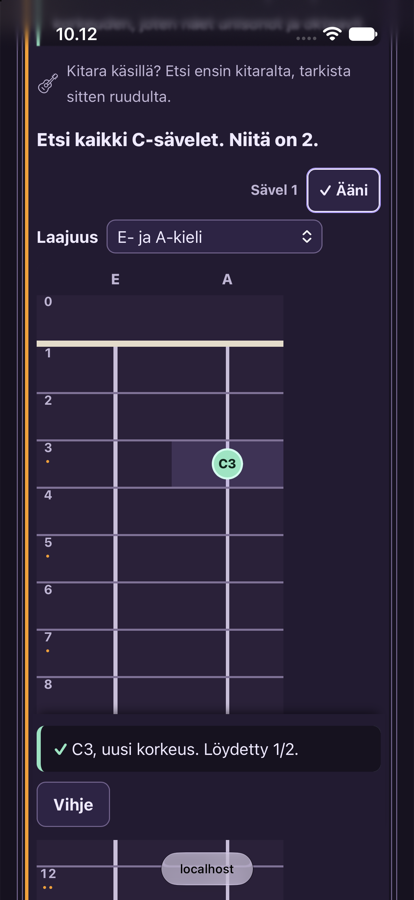 10.12
Kitara käsillä? Etsi ensin kitaralta, tarkista
sitten ruudulta.
Etsi kaikki C-sävelet. Niitä on 2.
Sävel 1
✓ Ääni
Laajuus
E- ja A-kieli
E
A
0
1
2
3
C3
4
5
6
7
8
✓ C3, uusi korkeus. Löydetty 1/2.
Vihje
12
localhost